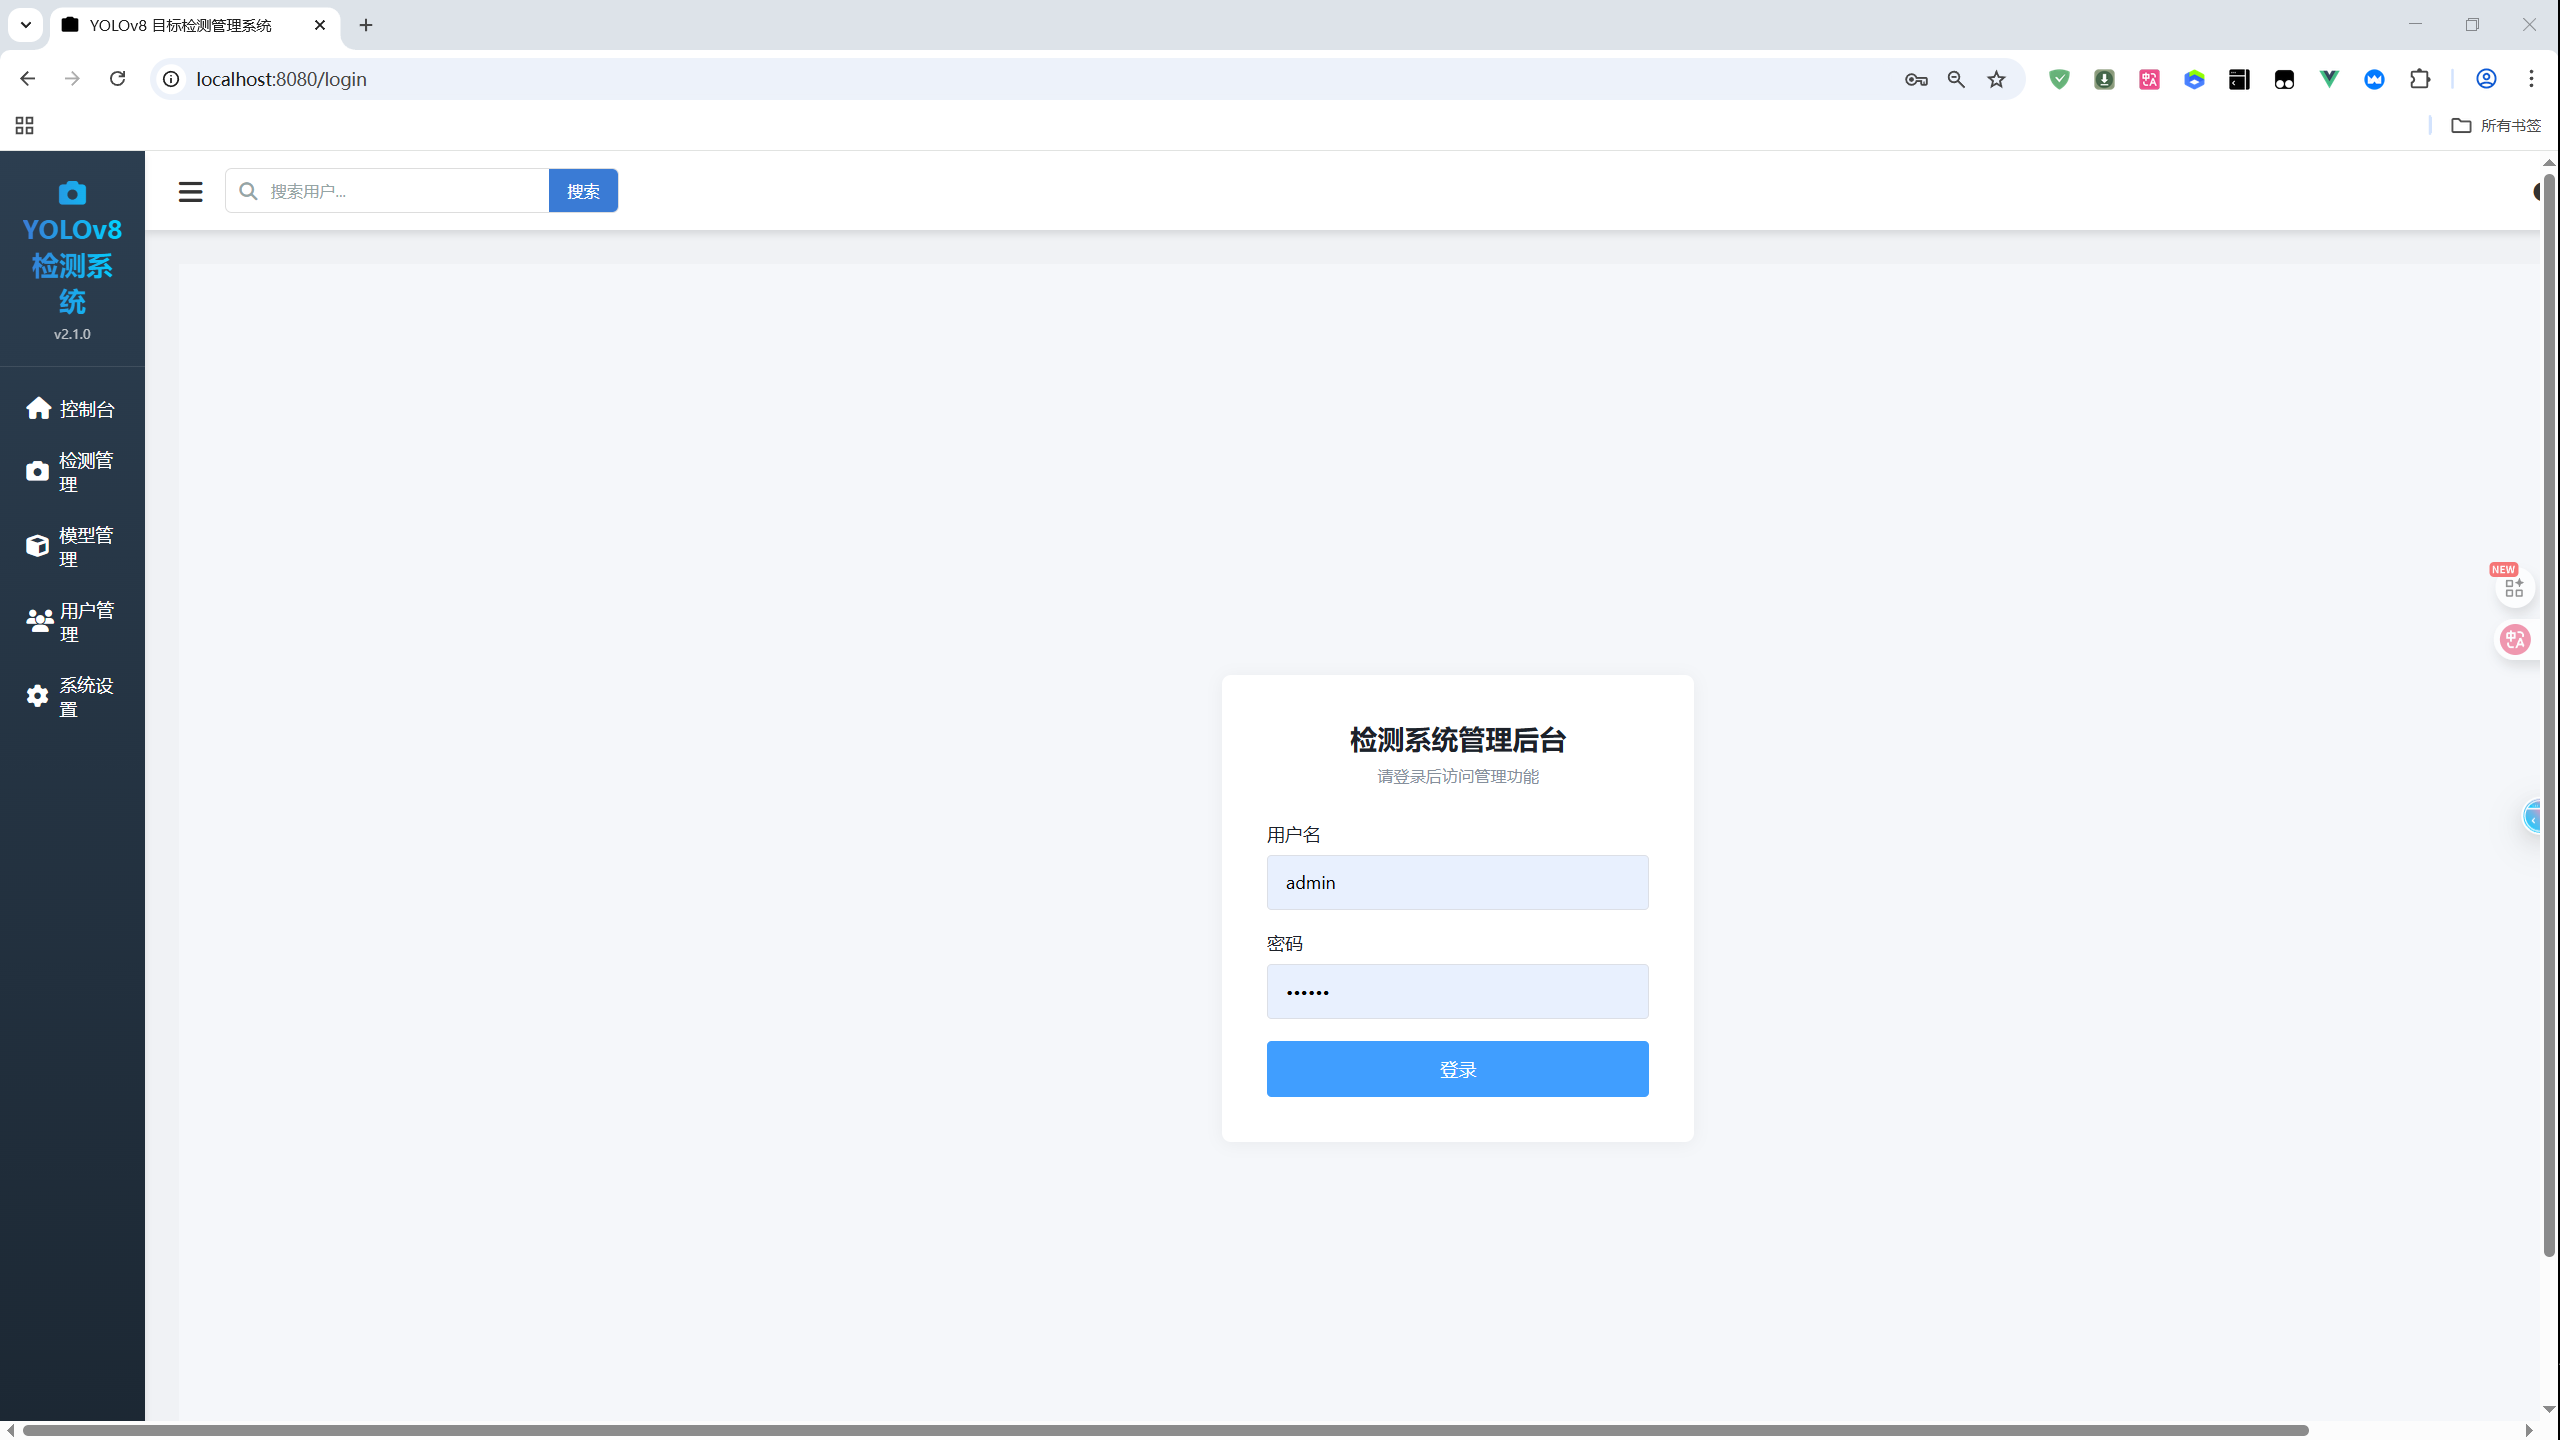 YOLOv8 目标检测管理系统
localhost:8080/login
所有书签
YOLOv8
检测系
统
v2.1.0
搜索用户...
搜索
控制台
检测管
理
模型管
理
用户管
理
系统设
置
NEW
检测系统管理后台
请登录后访问管理功能
用户名
admin
密码
••••••
登录